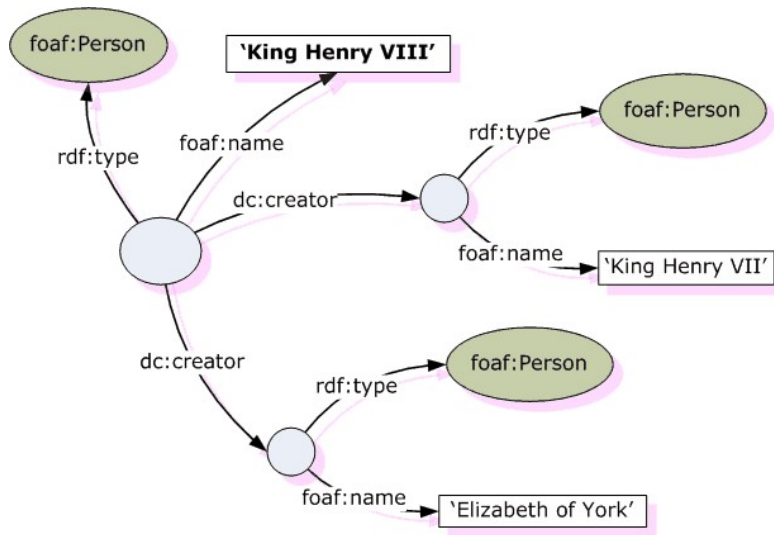 foaf:Person
‘King Henry VIII’
foaf:Person
rdf:type
foaf:name
rdf:type
dc:creator
foaf:name
‘King Henry VII’
dc:creator
foaf:Person
rdf:type
foaf:name
‘Elizabeth of York’